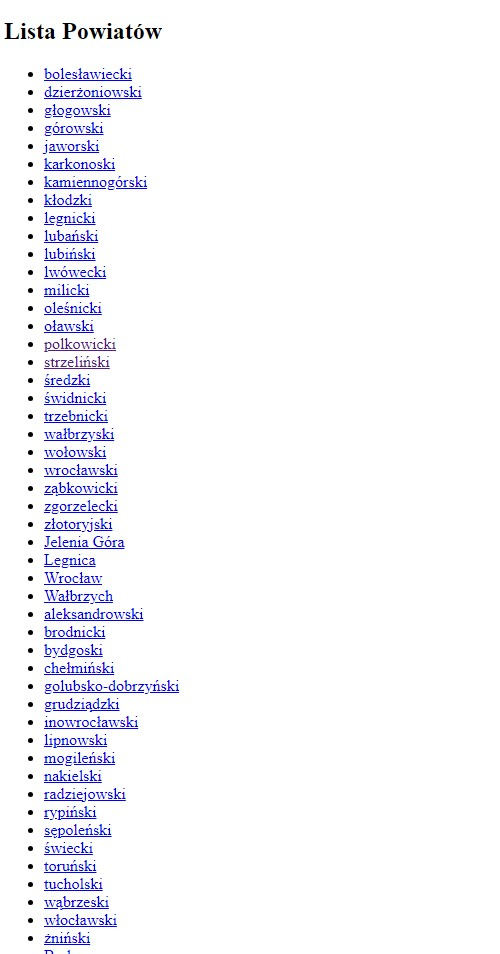 Lista Powiatów
bolesławiecki
dzierżoniowski
głogowski
górowski
jaworski
karkonoski
kamiennogórski
kłodzki
legnicki
lubański
lubiński
lwówecki
milicki
oleśnicki
oławski
polkowicki
strzeliński
średzki
świdnicki
trzebnicki
wałbrzyski
wołowski
wrocławski
ząbkowicki
zgorzelecki
złotoryjski
Jelenia Góra
Legnica
Wrocław
Wałbrzych
aleksandrowski
brodnicki
bydgoski
chełmiński
golubsko-dobrzyński
grudziądzki
inowrocławski
lipnowski
mogileński
nakielski
radziejowski
rypiński
sępoleński
świecki
toruński
tucholski
wąbrzeski
włocławski
żniński